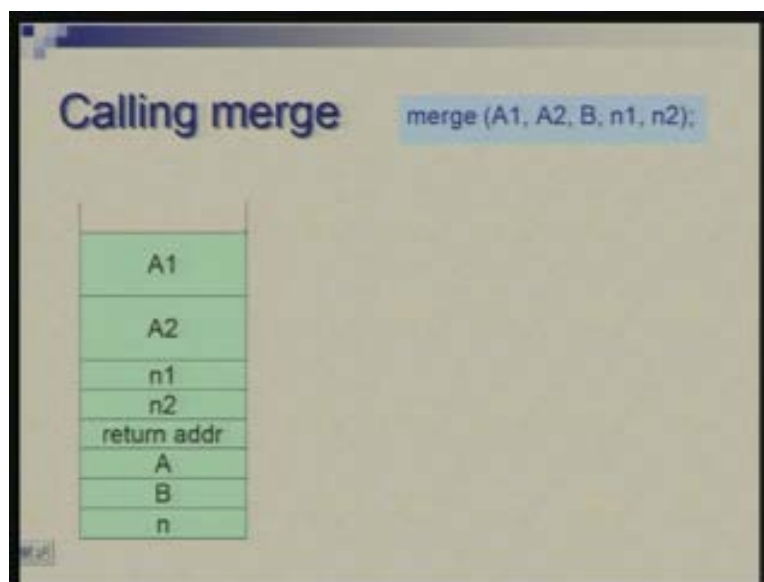 Calling merge
merge (A1, A2, B, n1, n2);
A1
A2
n1
n2
return addr
A
B
n